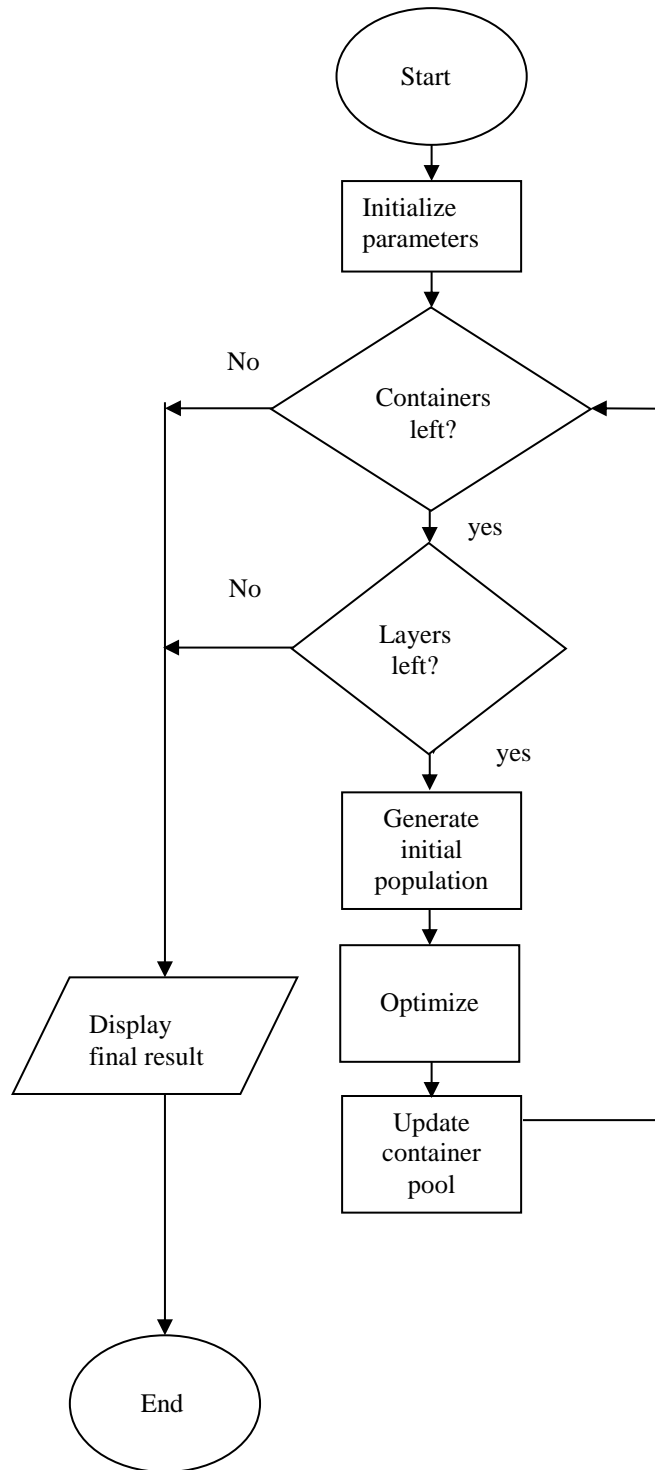 Start
Initialize
parameters
No
Containers
left?
yes
No
Layers
left?
yes
Generate
initial
population
Optimize
Display
final result
Update
container
pool
End